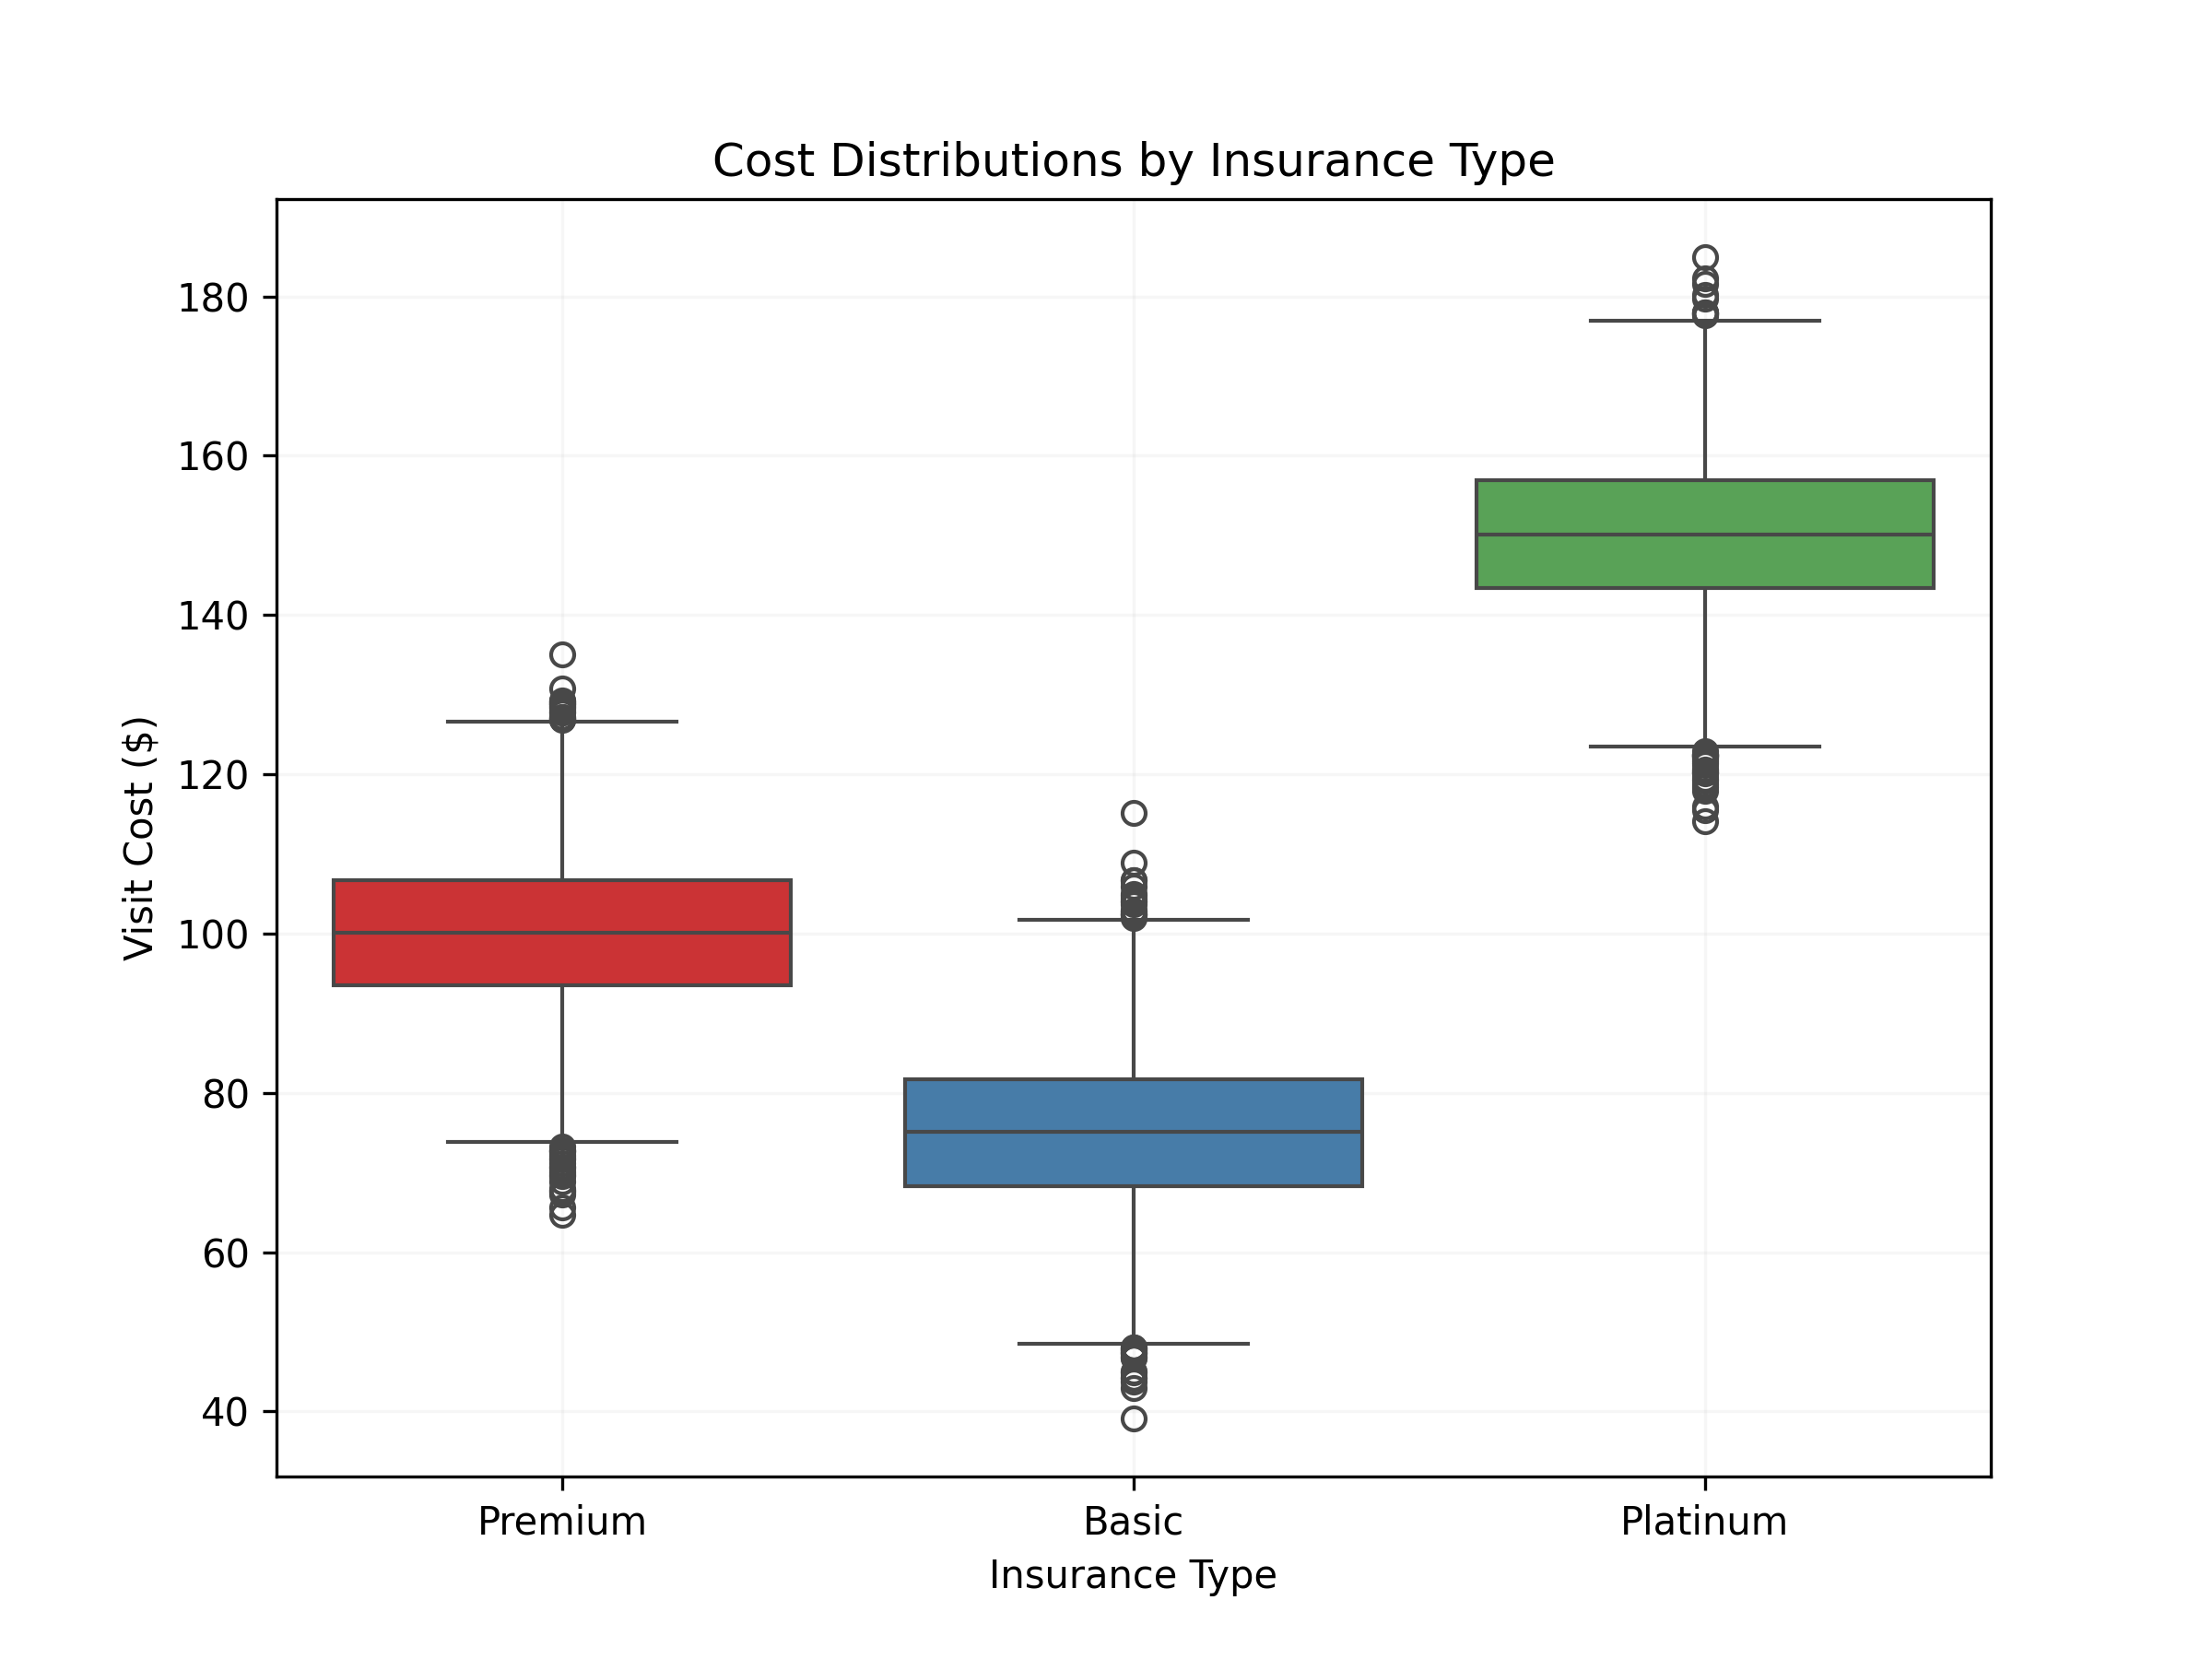 Cost Distributions by Insurance Type
Visit Cost ($)
180
160
140
120
100
80
60
40
Premium
Basic
Platinum
Insurance Type